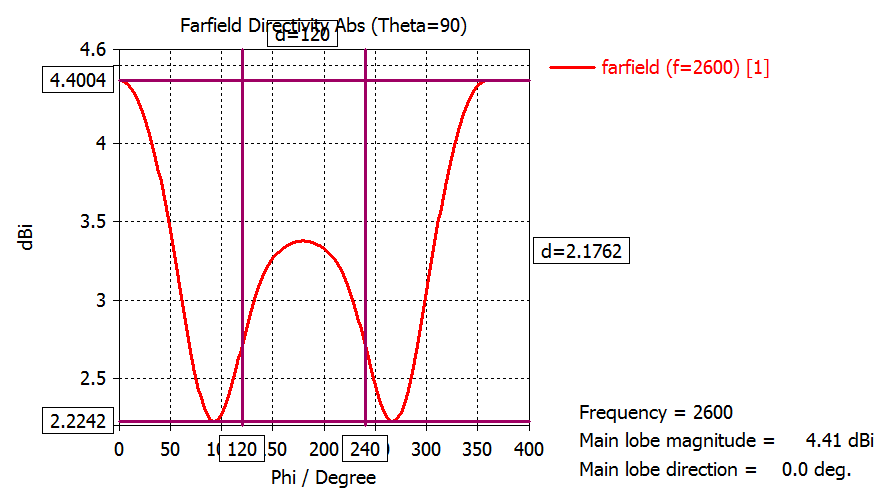 Farfield Directivity Abs (Theta=90)
d=120
4.6
4.4004
farfield (f=2600) [1]
4
3.5
dBi
d=2.1762
3
2.5
2.2242
0 50 120 200 240 300 350 400
Phi / Degree
Frequency = 2600
Main lobe magnitude = 4.41 dBi
Main lobe direction = 0.0 deg.